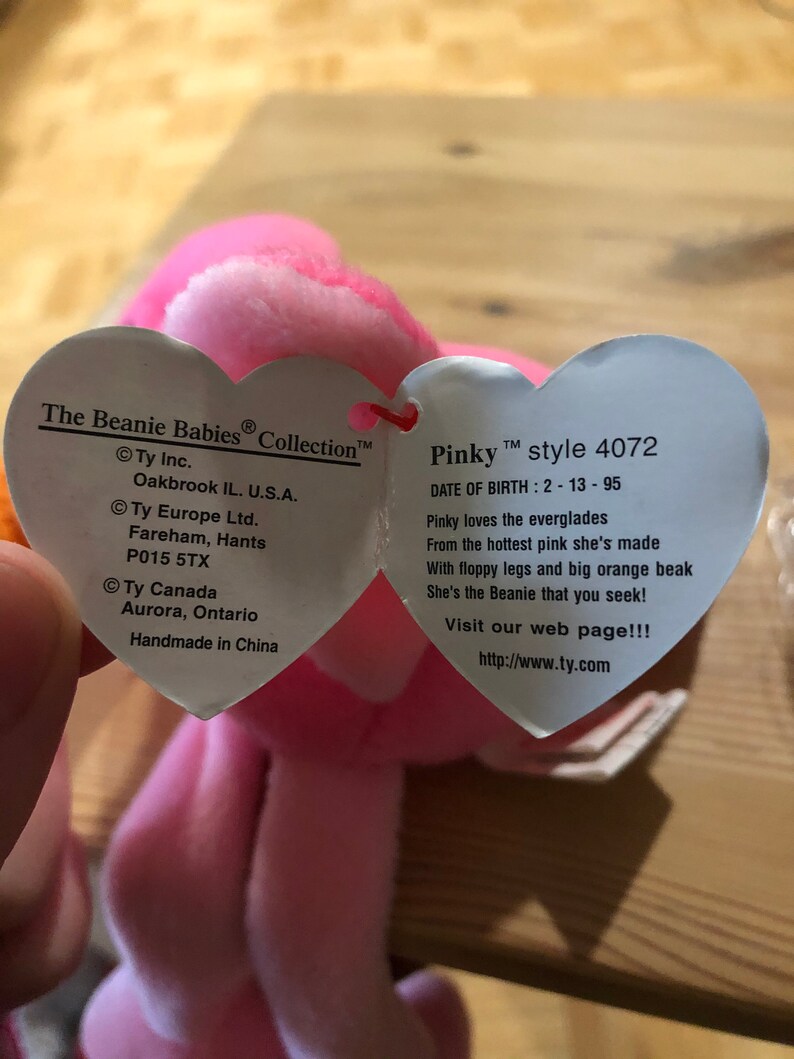 The Beanie Babies® Collection™
© Ty Inc.
Oakbrook IL. U.S.A.
© Ty Europe Ltd.
Fareham, Hants
P015 5TX
© Ty Canada
Aurora, Ontario
Handmade in China
Pinky™ style 4072
DATE OF BIRTH : 2 - 13 - 95
Pinky loves the everglades
From the hottest pink she's made
With floppy legs and big orange beak
She's the Beanie that you seek!
Visit our web page!!!
http://www.ty.com